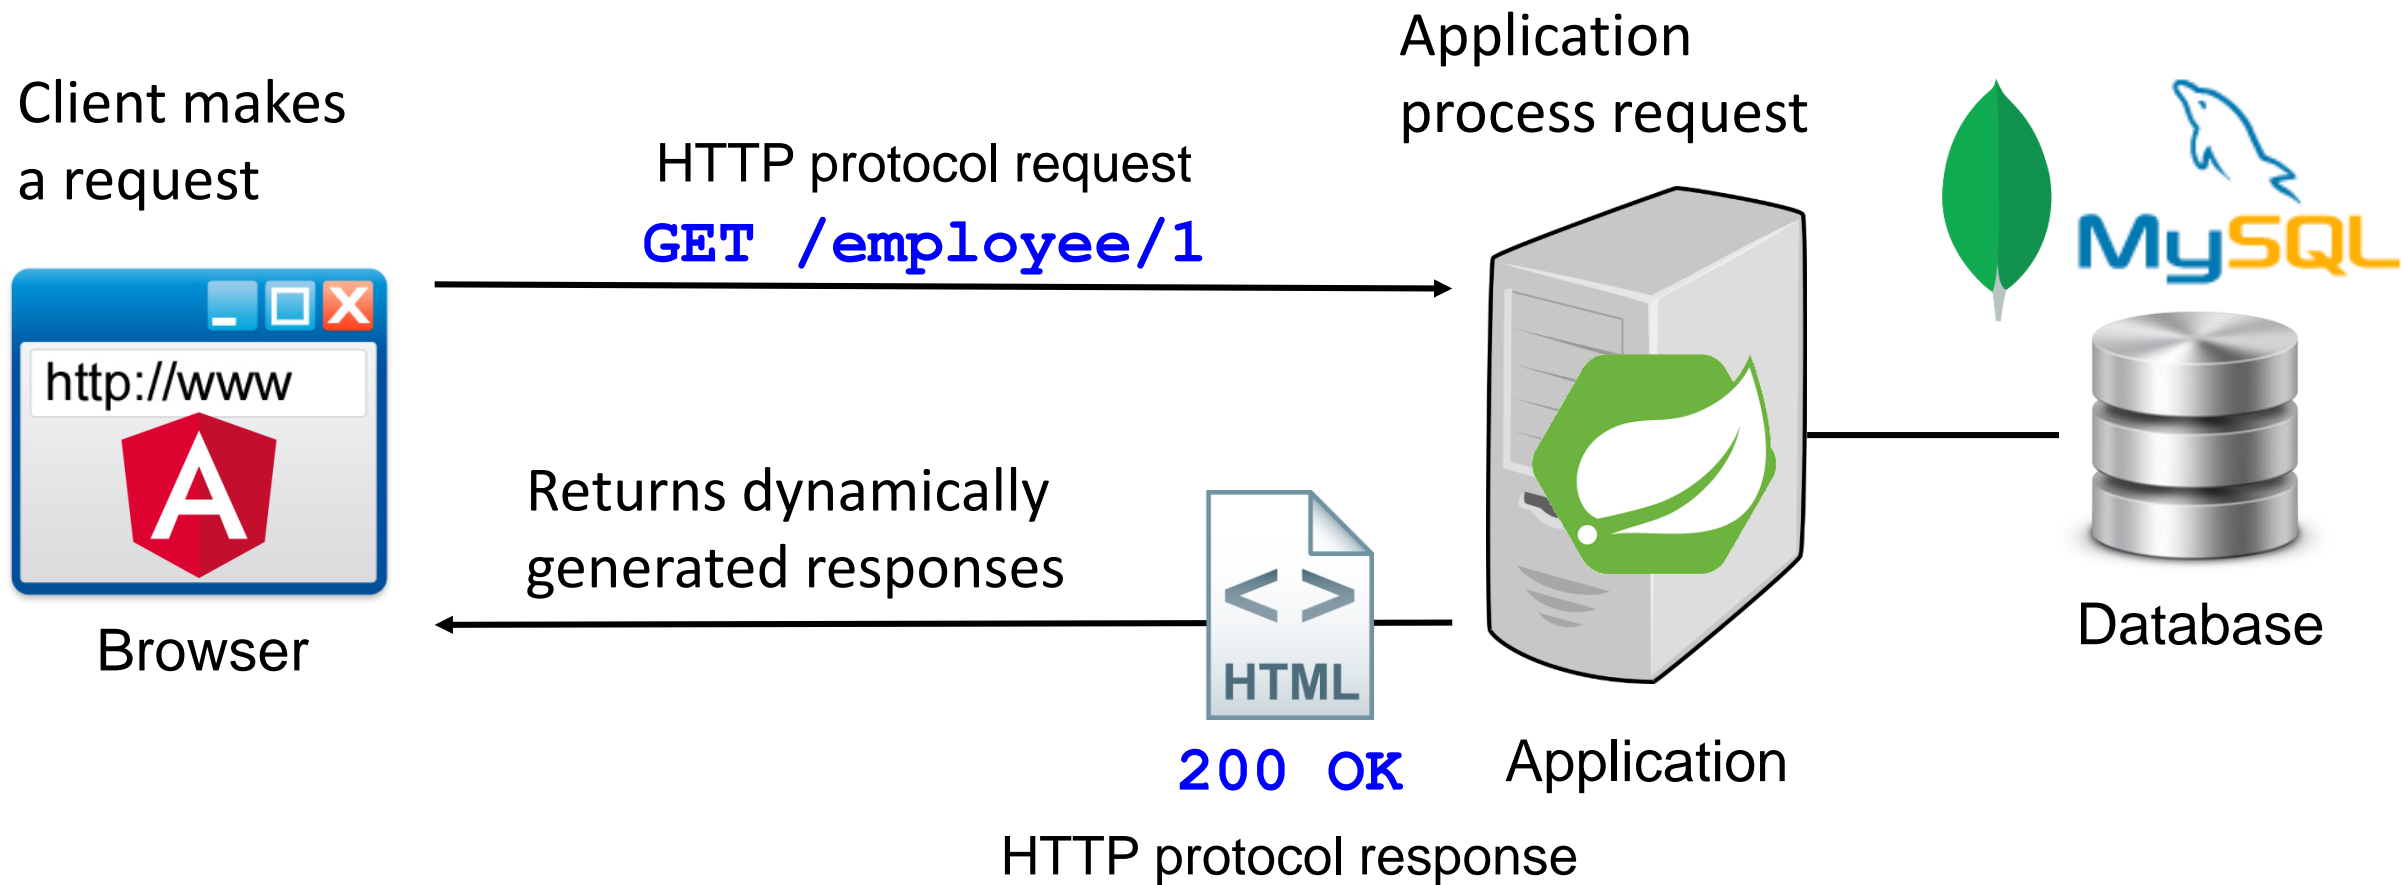 Client makes
a request
http://www
A
Browser
HTTP protocol request
GET /employee/1
Returns dynamically
generated responses
< >
HTML
200 OK
HTTP protocol response
Application
process request
Application
MySQL
Database